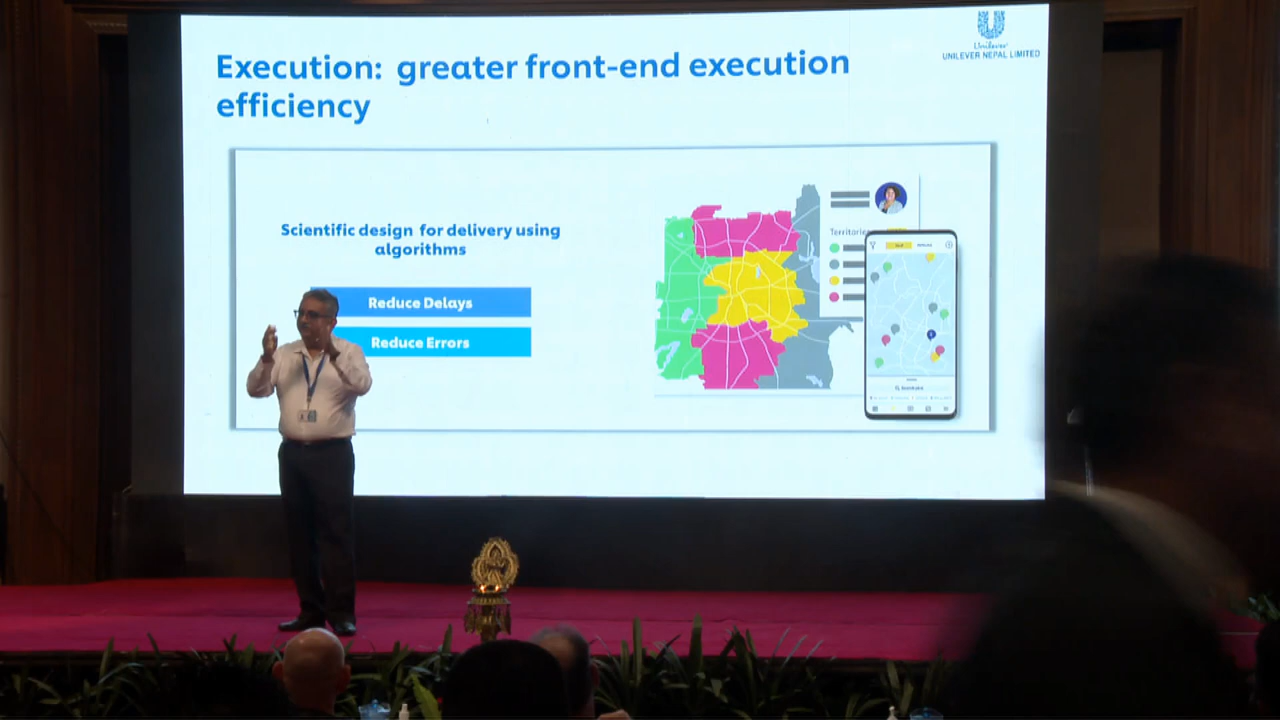 Unilever
UNILEVER NEPAL LIMITED
Execution: greater front-end execution
efficiency
Scientific design for delivery using
algorithms
Reduce Delays
Reduce Errors
Territories